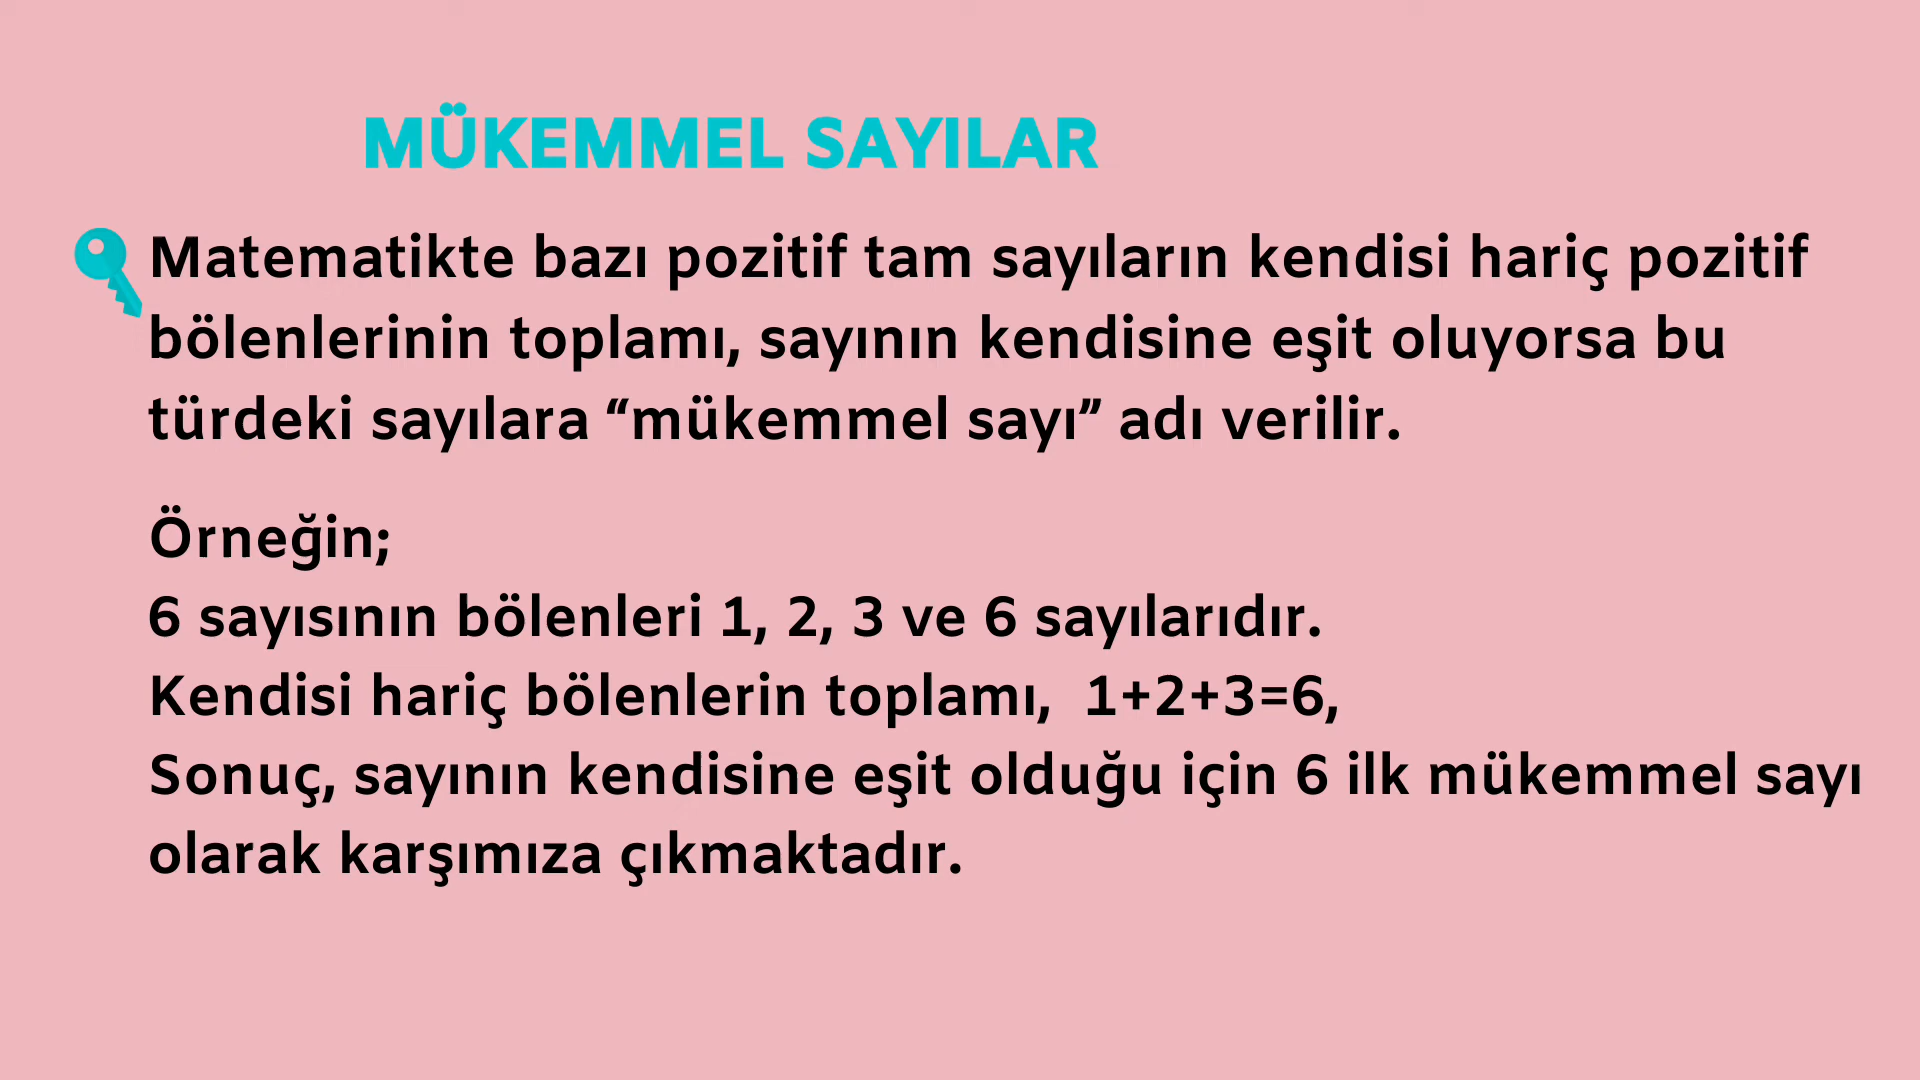 MÜKEMMEL SAYILAR
Matematikte bazı pozitif tam sayıların kendisi hariç pozitif
bölenlerinin toplamı, sayının kendisine eşit oluyorsa bu
türdeki sayılara “mükemmel sayı” adı verilir.
Örneğin;
6 sayısının bölenleri 1, 2, 3 ve 6 sayılarıdır.
Kendisi hariç bölenlerin toplamı, 1+2+3=6,
Sonuç, sayının kendisine eşit olduğu için 6 ilk mükemmel sayı
olarak karşımıza çıkmaktadır.